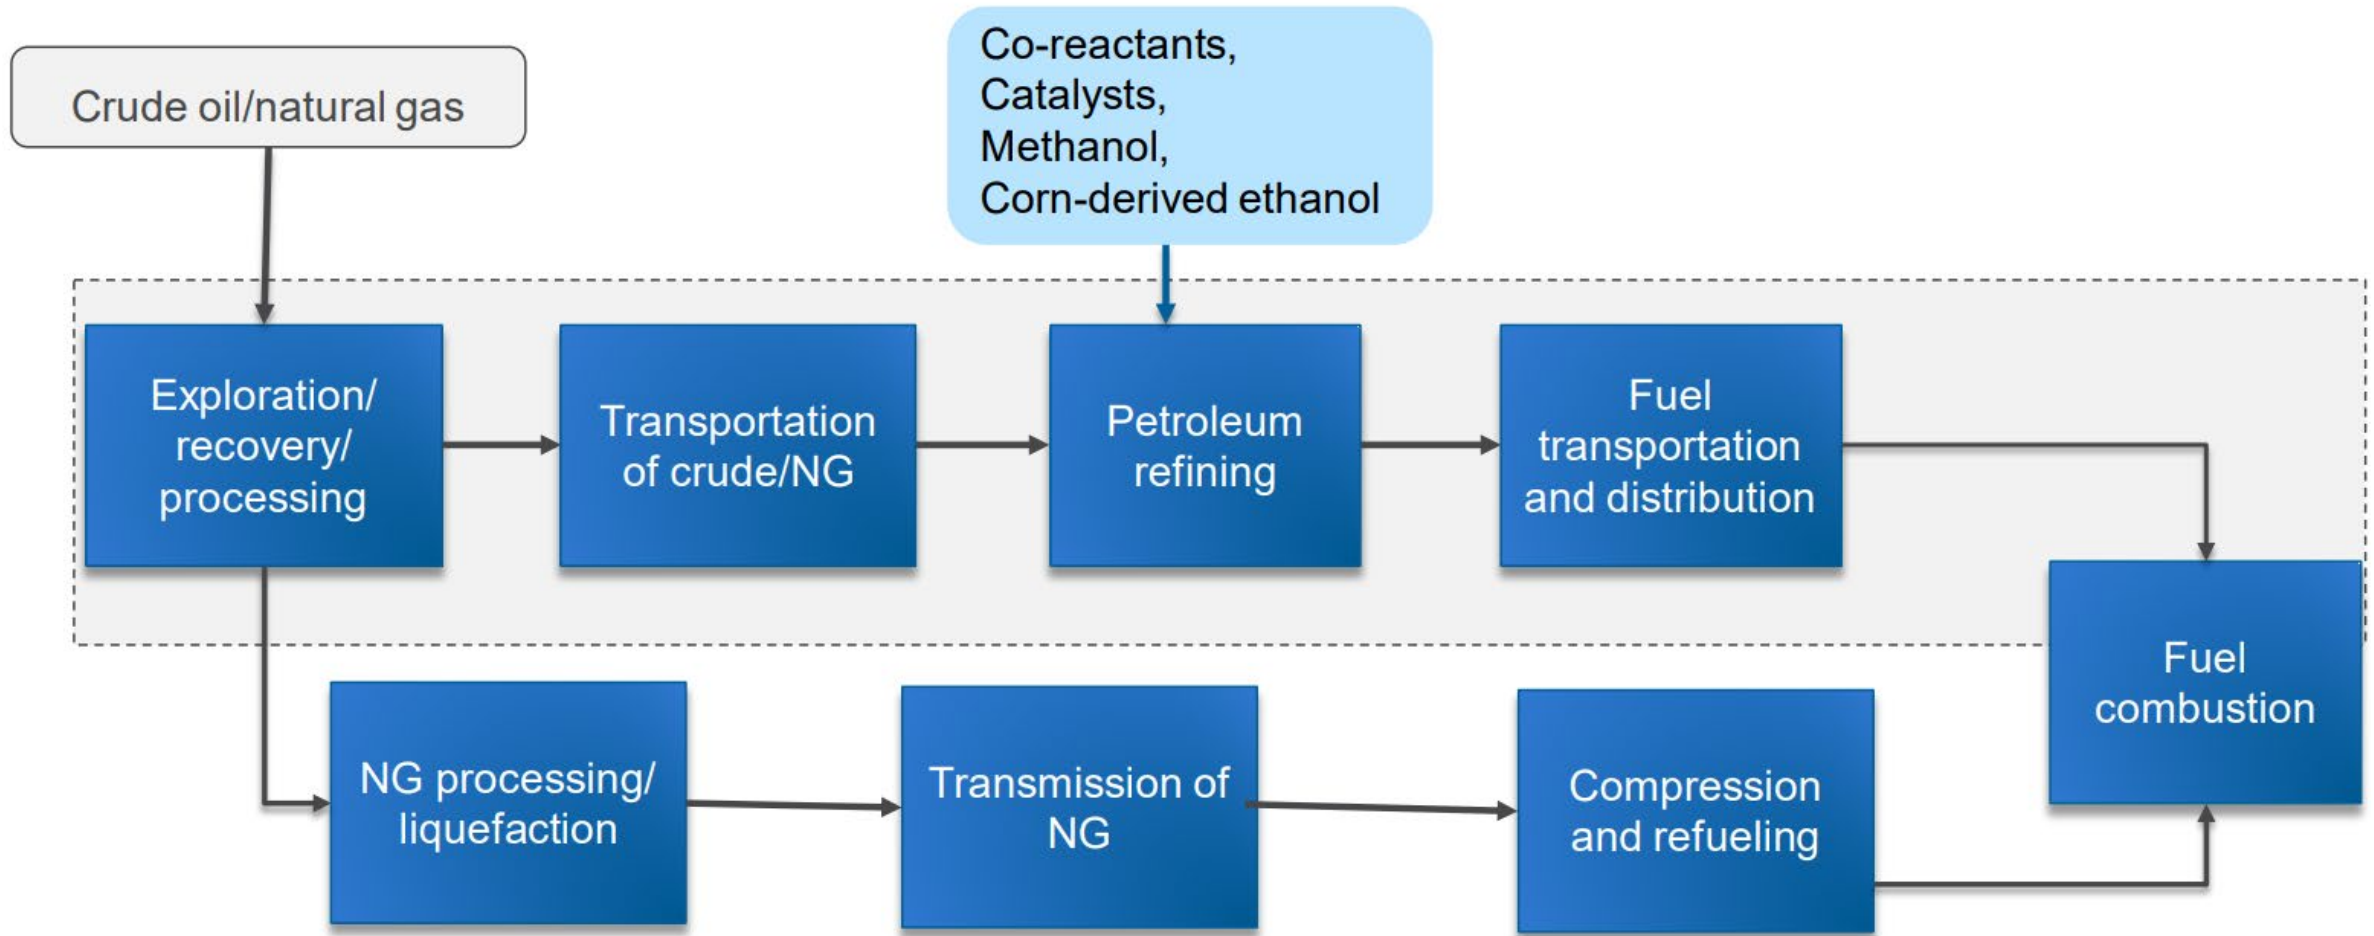 Crude oil/natural gas
Co-reactants,
Catalysts,
Methanol,
Corn-derived ethanol
Exploration/
recovery/
processing
Transportation
of crude/NG
Petroleum
refining
Fuel
transportation
and distribution
Fuel
combustion
NG processing/
liquefaction
Transmission of
NG
Compression
and refueling